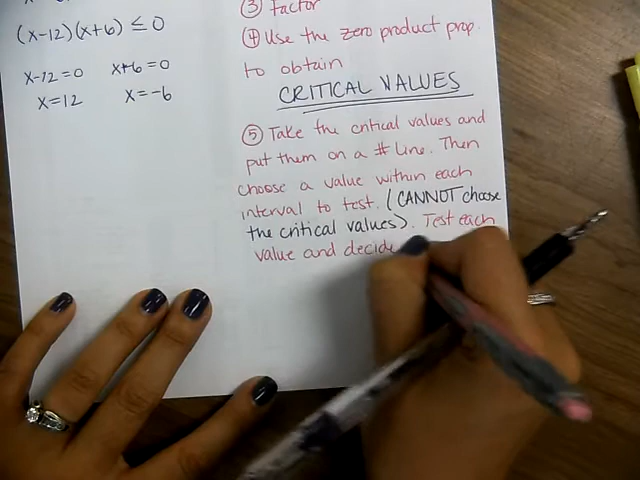 (x-12)(x+6) ≤ 0
x-12=0 x+6=0
x=12 x=-6
③ Factor
④ Use the zero product prop.
to obtain
CRITICAL VALUES
⑤ Take the critical values and
put them on a # line. Then
choose a value within each
interval to test. (CANNOT choose
the critical values). Test each
value and decide